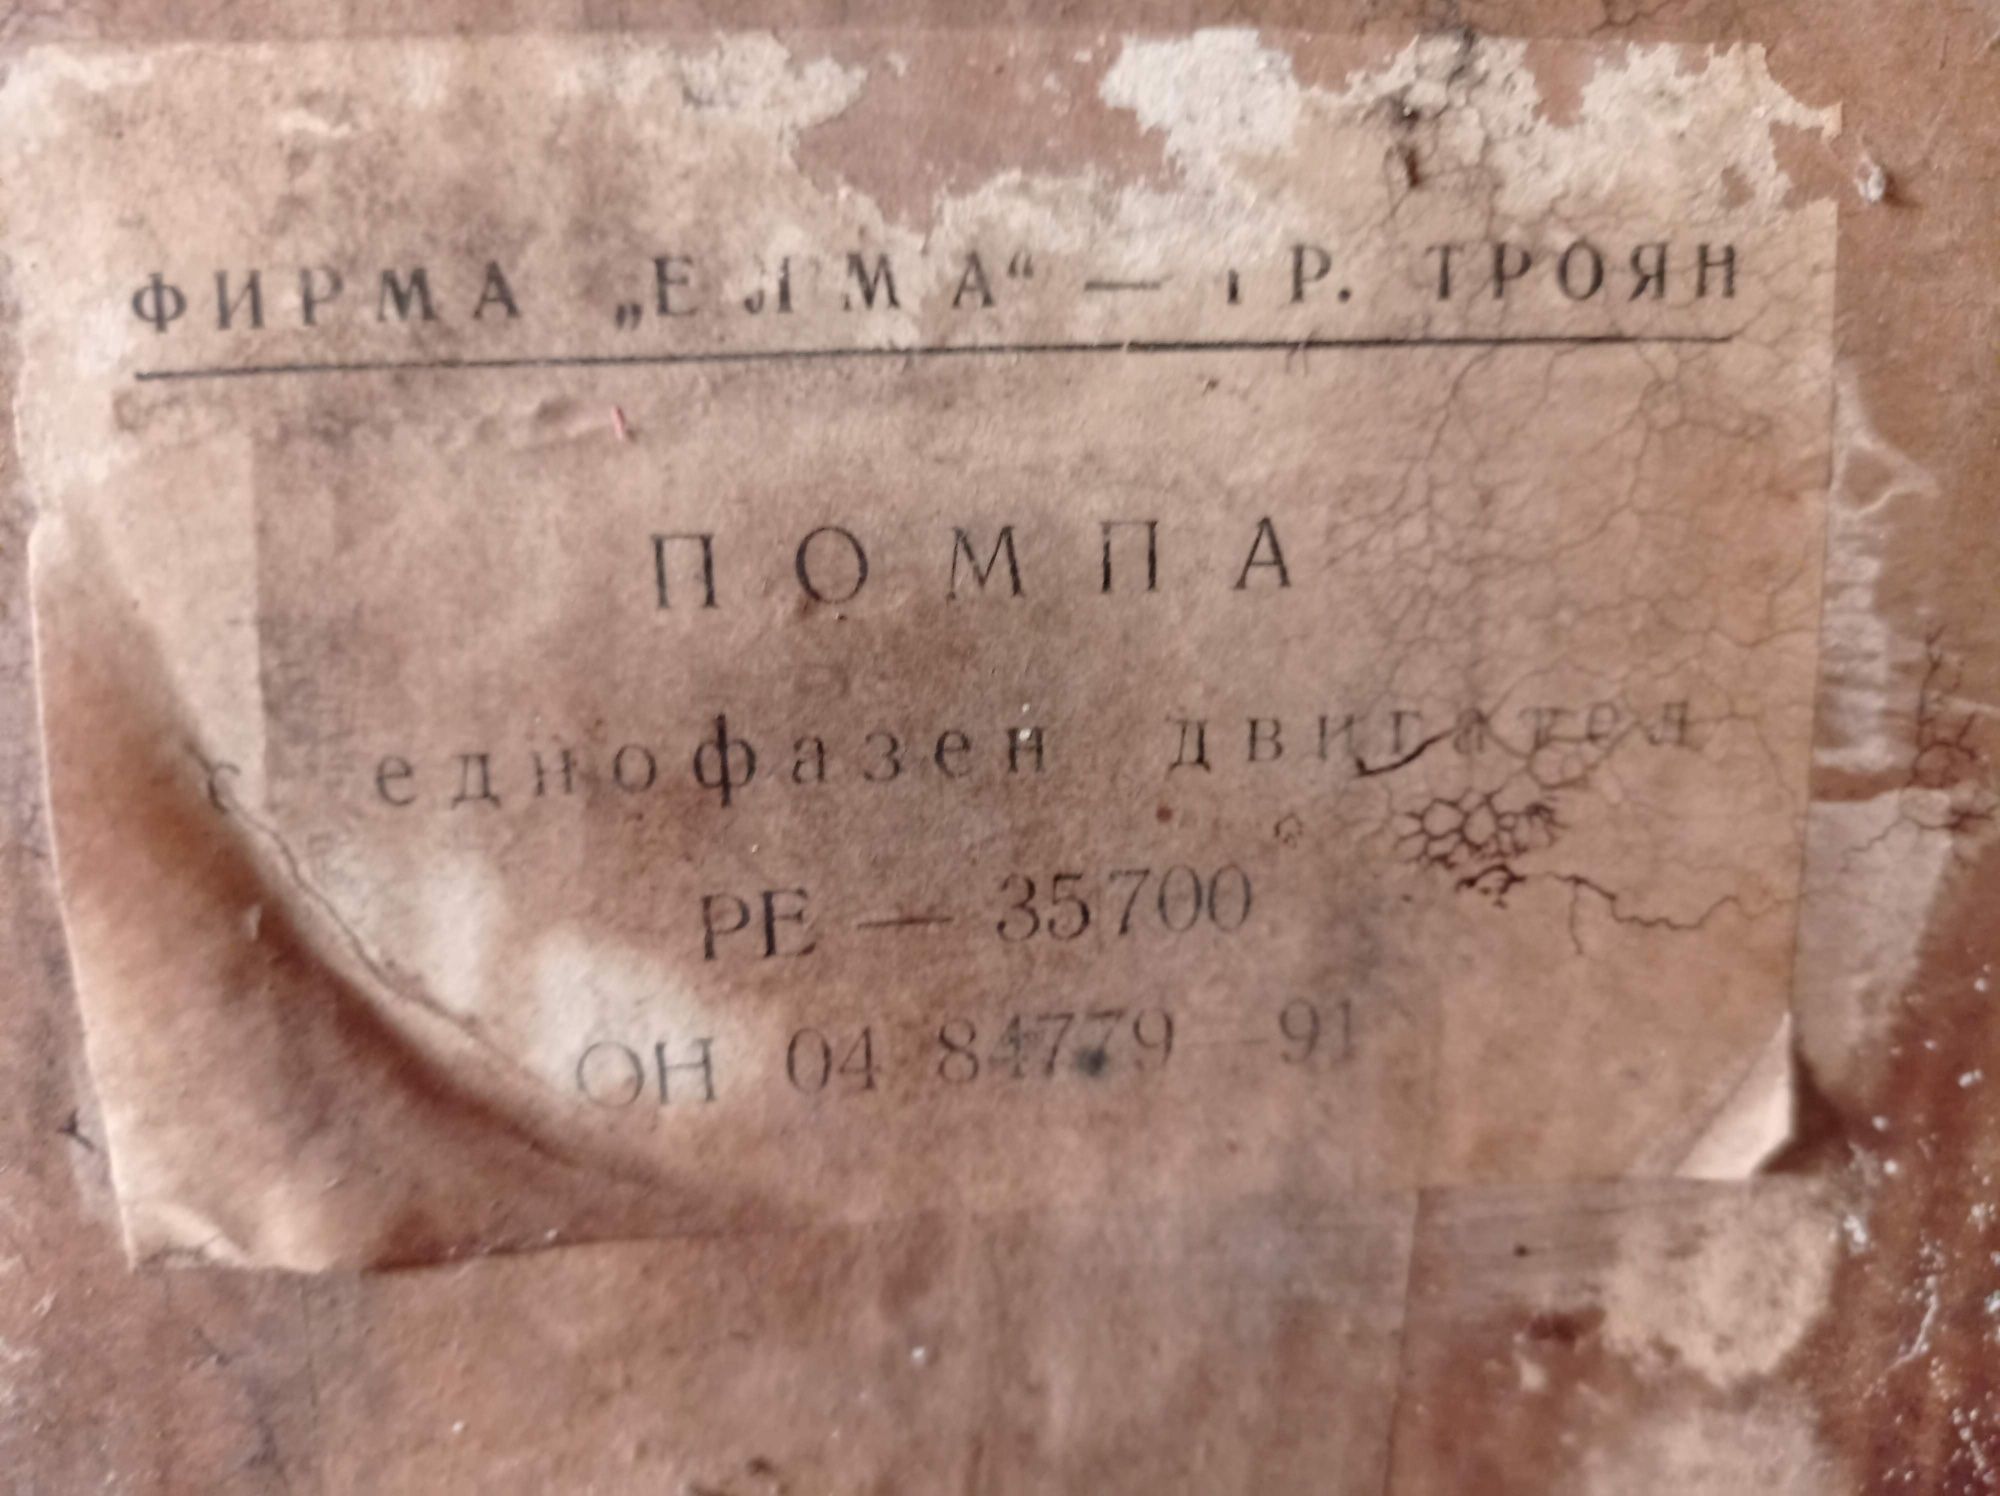 ФИРМА „ЕЛМА“ — ГР. ТРОЯН
ПОМПА
с еднофазен двигател
РЕ — 35700
ОН 04 84779—91